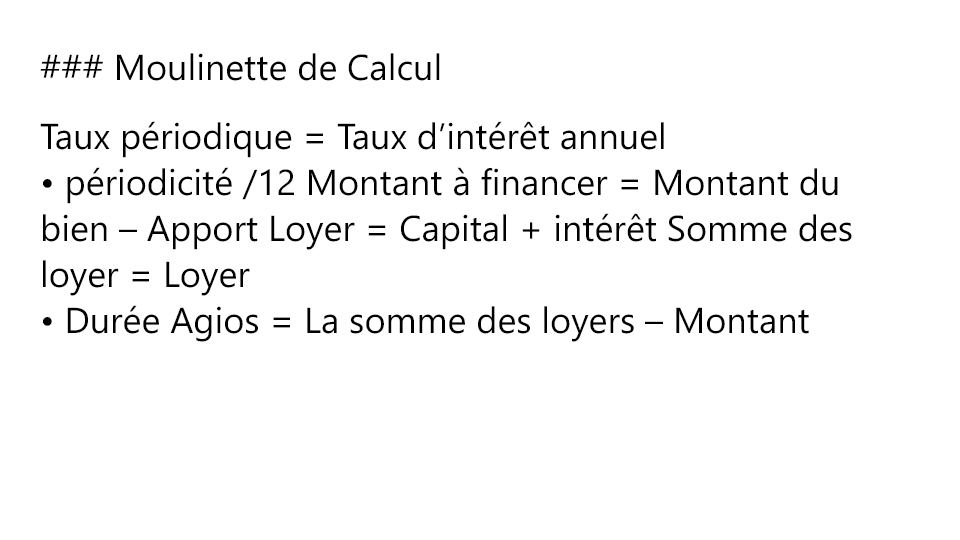 ### Moulinette de Calcul
Taux périodique = Taux d’intérêt annuel
• périodicité /12 Montant à financer = Montant du
bien – Apport Loyer = Capital + intérêt Somme des
loyer = Loyer
• Durée Agios = La somme des loyers – Montant